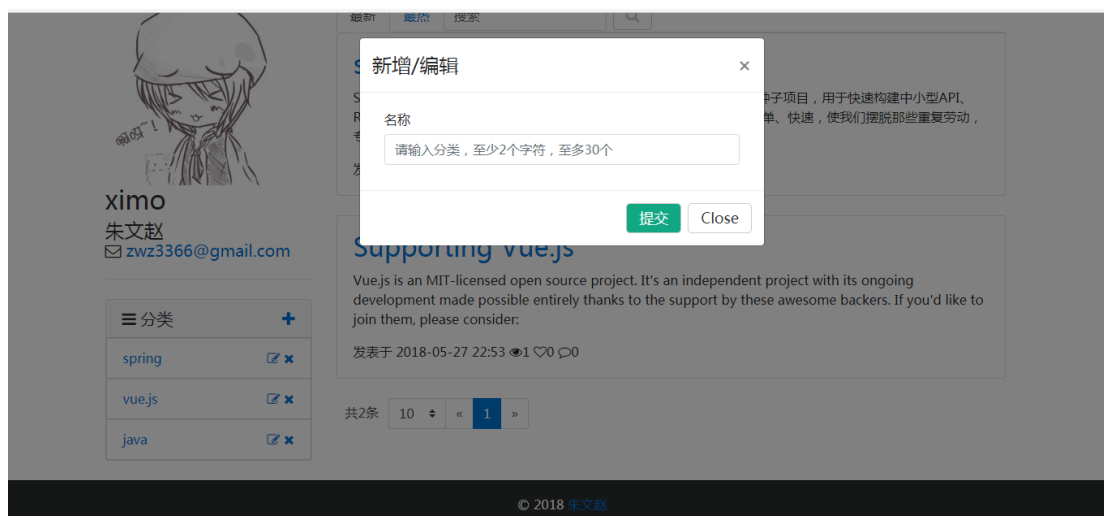 最新 最热 搜索
新增/编辑 ×
名称
请输入分类，至少2个字符，至多30个
提交 Close
种子项目，用于快速构建中小型API、
单、快速，使我们摆脱那些重复劳动，
啊哈~!
ximo
朱文赵
zwz3366@gmail.com
分类
spring
vue.js
java
Supporting Vue.js
Vue.js is an MIT-licensed open source project. It's an independent project with its ongoing
development made possible entirely thanks to the support by these awesome backers. If you'd like to
join them, please consider:
发表于 2018-05-27 22:53 1 0 0
共2条 10 « 1 »
© 2018 朱文赵